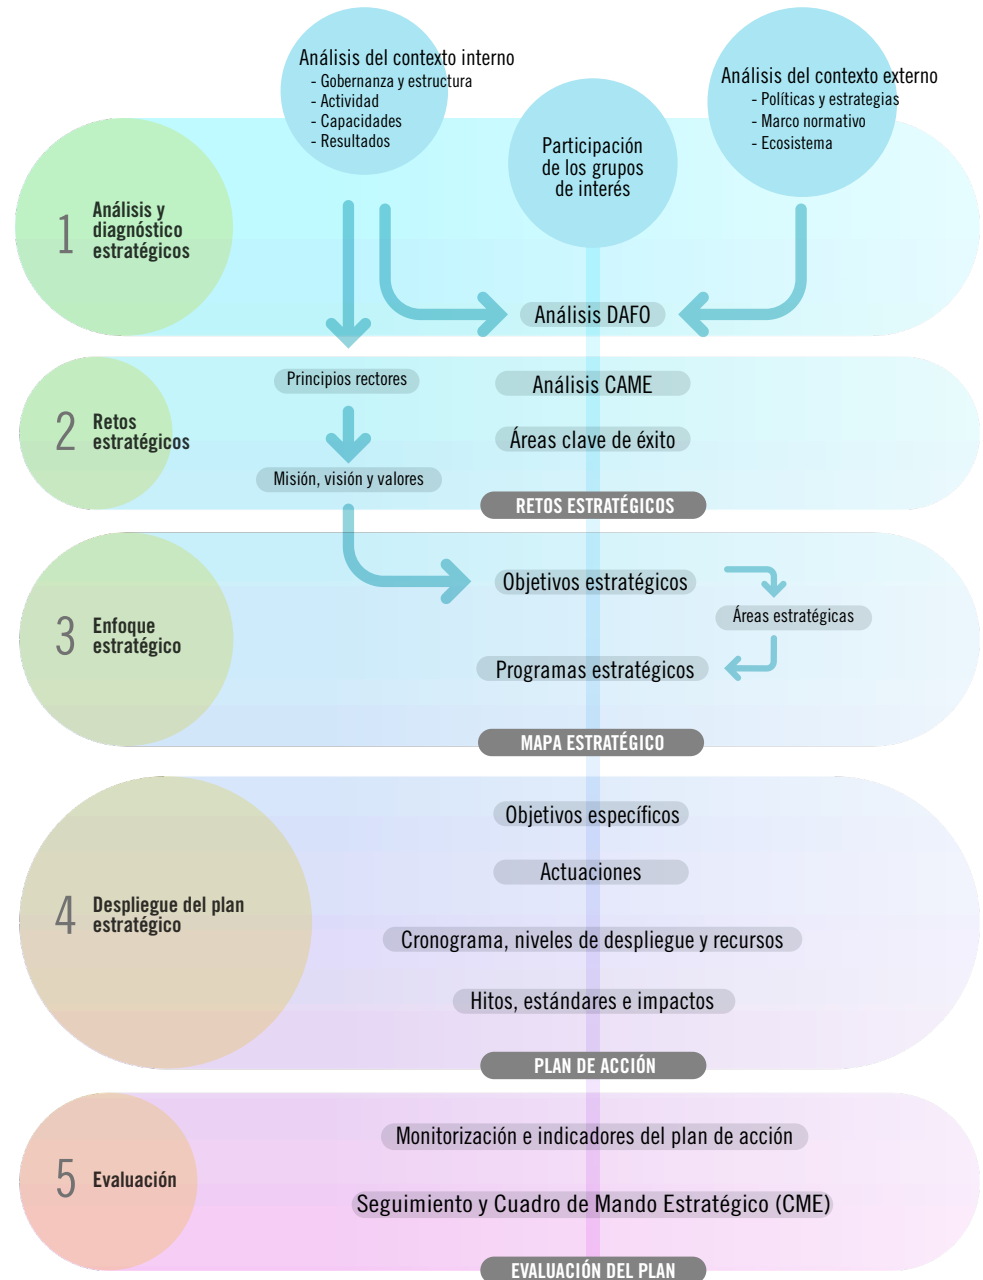 Análisis del contexto interno
- Gobernanza y estructura
- Actividad
- Capacidades
- Resultados
Participación
de los grupos
de interés
Análisis del contexto externo
- Políticas y estrategias
- Marco normativo
- Ecosistema
1
Análisis y
diagnóstico
estratégicos
Análisis DAFO
2
Retos
estratégicos
Principios rectores
Análisis CAME
Áreas clave de éxito
Misión, visión y valores
RETOS ESTRATÉGICOS
3
Enfoque
estratégico
Objetivos estratégicos
Áreas estratégicas
Programas estratégicos
MAPA ESTRATÉGICO
4
Despliegue del plan
estratégico
Objetivos específicos
Actuaciones
Cronograma, niveles de despliegue y recursos
Hitos, estándares e impactos
PLAN DE ACCIÓN
5
Evaluación
Monitorización e indicadores del plan de acción
Seguimiento y Cuadro de Mando Estratégico (CME)
EVALUACIÓN DEL PLAN